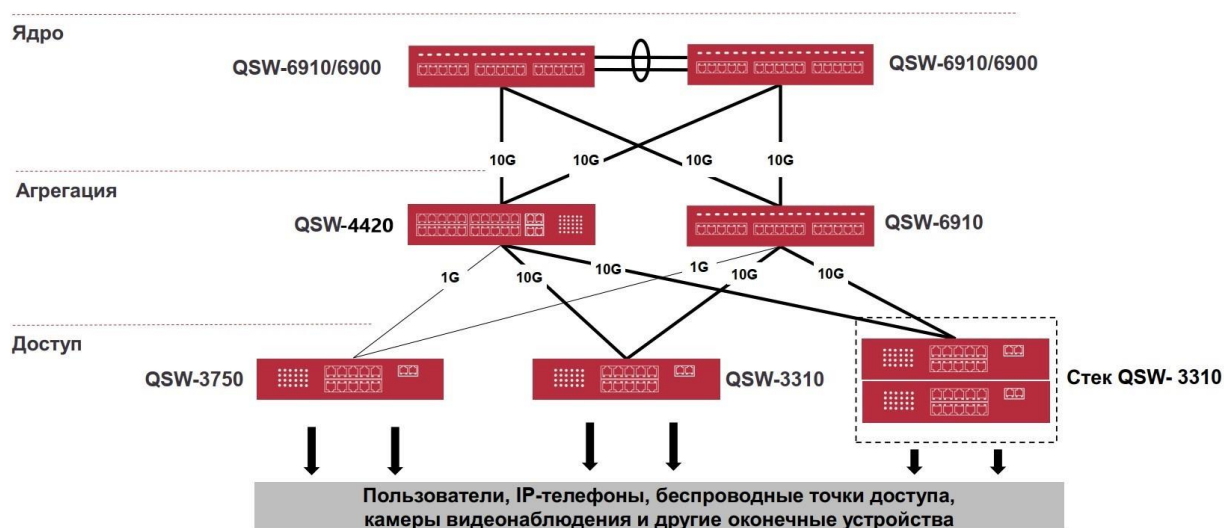 Ядро
QSW-6910/6900
QSW-6910/6900
10G
10G
10G
10G
Агрегация
QSW-4420
QSW-6910
1G
10G
10G
1G
10G
10G
Доступ
QSW-3750
QSW-3310
Стек QSW- 3310
Пользователи, IP-телефоны, беспроводные точки доступа,
камеры видеонаблюдения и другие оконечные устройства